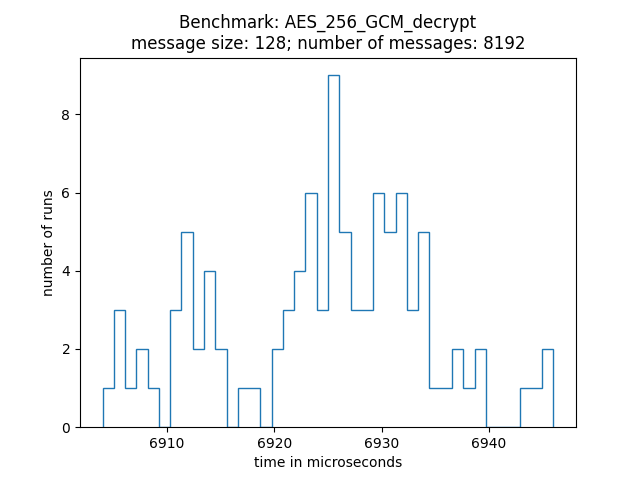 Benchmark: AES_256_GCM_decrypt
message size: 128; number of messages: 8192
number of runs
8
6
4
2
0
6910 6920 6930 6940
time in microseconds